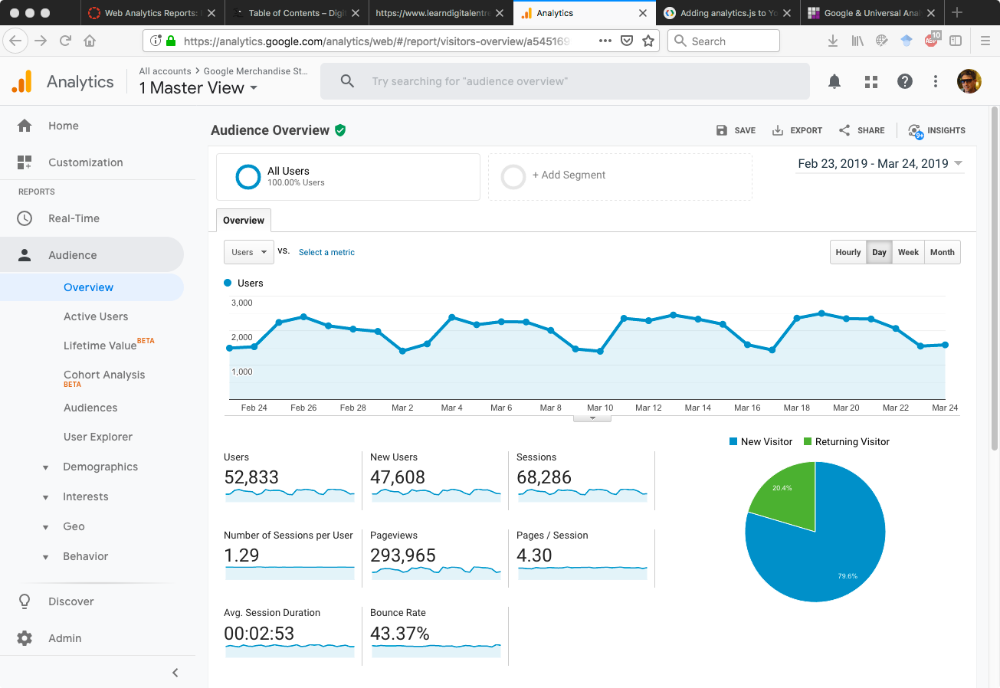 Web Analytics Reports:
Table of Contents – Digi
https://www.learndigitalentre
Analytics
Adding analytics.js to Yo
Google & Universal Anal
https://analytics.google.com/analytics/web/#/report/visitors-overview/a545169
Search
ABP
10
Analytics
All accounts > Google Merchandise St...
1 Master View
Try searching for "audience overview"
Home
Customization
REPORTS
Real-Time
Audience
Overview
Active Users
Lifetime Value BETA
Cohort Analysis
BETA
Audiences
User Explorer
Demographics
Interests
Geo
Behavior
Discover
Admin
Audience Overview
SAVE
EXPORT
SHARE
9+
INSIGHTS
All Users
100.00% Users
+ Add Segment
Feb 23, 2019 - Mar 24, 2019
Overview
Users
VS.
Select a metric
Hourly
Day
Week
Month
Users
3,000
2,000
1,000
Feb 24
Feb 26
Feb 28
Mar 2
Mar 4
Mar 6
Mar 8
Mar 10
Mar 12
Mar 14
Mar 16
Mar 18
Mar 20
Mar 22
Mar 24
Users
52,833
New Users
47,608
Sessions
68,286
Number of Sessions per User
1.29
Pageviews
293,965
Pages / Session
4.30
Avg. Session Duration
00:02:53
Bounce Rate
43.37%
New Visitor
Returning Visitor
20.4%
79.6%